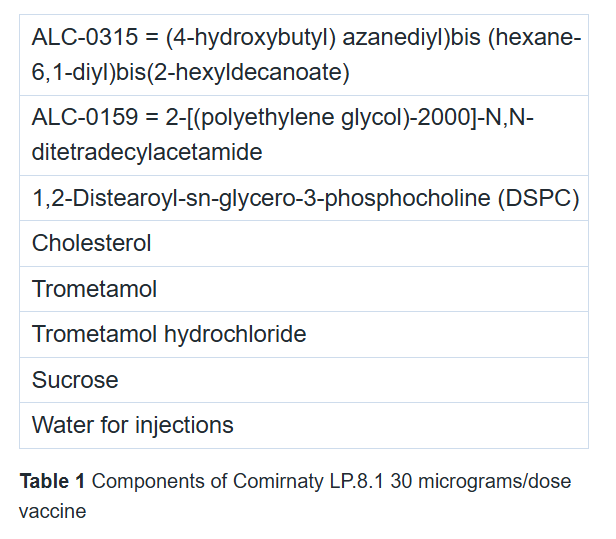 ALC-0315 = (4-hydroxybutyl) azanediyl)bis (hexane-
6,1-diyl)bis(2-hexyldecanoate)
ALC-0159 = 2-[(polyethylene glycol)-2000]-N,N-
ditetradecylacetamide
1,2-Distearoyl-sn-glycero-3-phosphocholine (DSPC)
Cholesterol
Trometamol
Trometamol hydrochloride
Sucrose
Water for injections
Table 1 Components of Comirnaty LP.8.1 30 micrograms/dose
vaccine